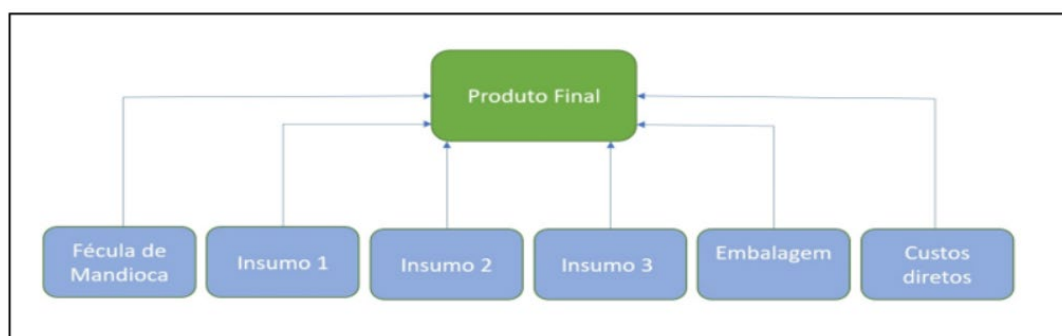 Produto Final
Fécula de
Mandioca
Insumo 1
Insumo 2
Insumo 3
Embalagem
Custos
diretos